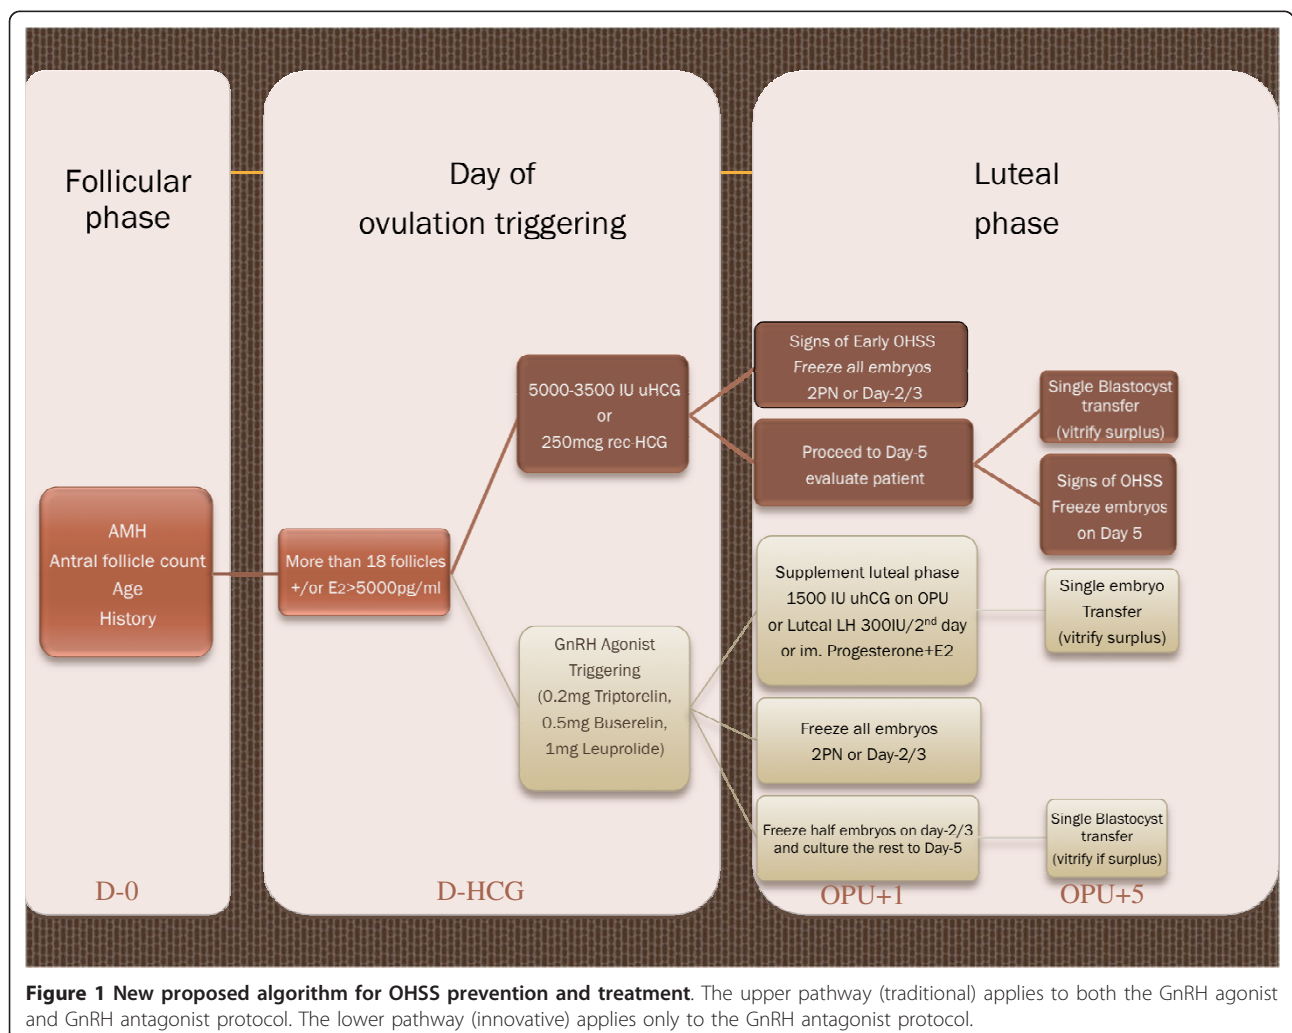 Follicular
phase
Day of
ovulation triggering
Luteal
phase
AMH
Antral follicle count
Age
History
More than 18 follicles
+/or E2>5000pg/ml
5000-3500 IU uHCG
or
250mcg rec-HCG
GnRH Agonist
Triggering
(0.2mg Triptorelin,
0.5mg Buserelin,
1mg Leuprolide)
Signs of Early OHSS
Freeze all embryos
2PN or Day-2/3
Proceed to Day-5
evaluate patient
Single Blastocyst
transfer
(vitrify surplus)
Signs of OHSS
Freeze embryos
on Day 5
Supplement luteal phase
1500 IU uhCG on OPU
or Luteal LH 300IU/2nd day
or im. Progesterone+E2
Single embryo
Transfer
(vitrify surplus)
Freeze all embryos
2PN or Day-2/3
Freeze half embryos on day-2/3
and culture the rest to Day-5
Single Blastocyst
transfer
(vitrify if surplus)
D-0
D-HCG
OPU+1
OPU+5
Figure 1 New proposed algorithm for OHSS prevention and treatment. The upper pathway (traditional) applies to both the GnRH agonist
and GnRH antagonist protocol. The lower pathway (innovative) applies only to the GnRH antagonist protocol.